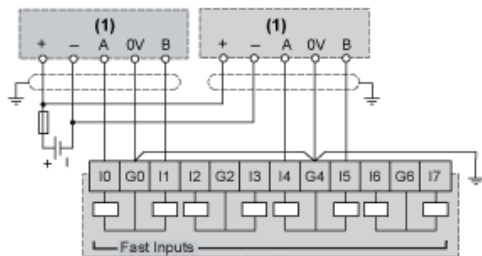 (1) (1)
+ − A 0V B + − A 0V B
+ I
I0 G0 I1 I2 G2 I3 I4 G4 I5 I6 G6 I7
Fast Inputs